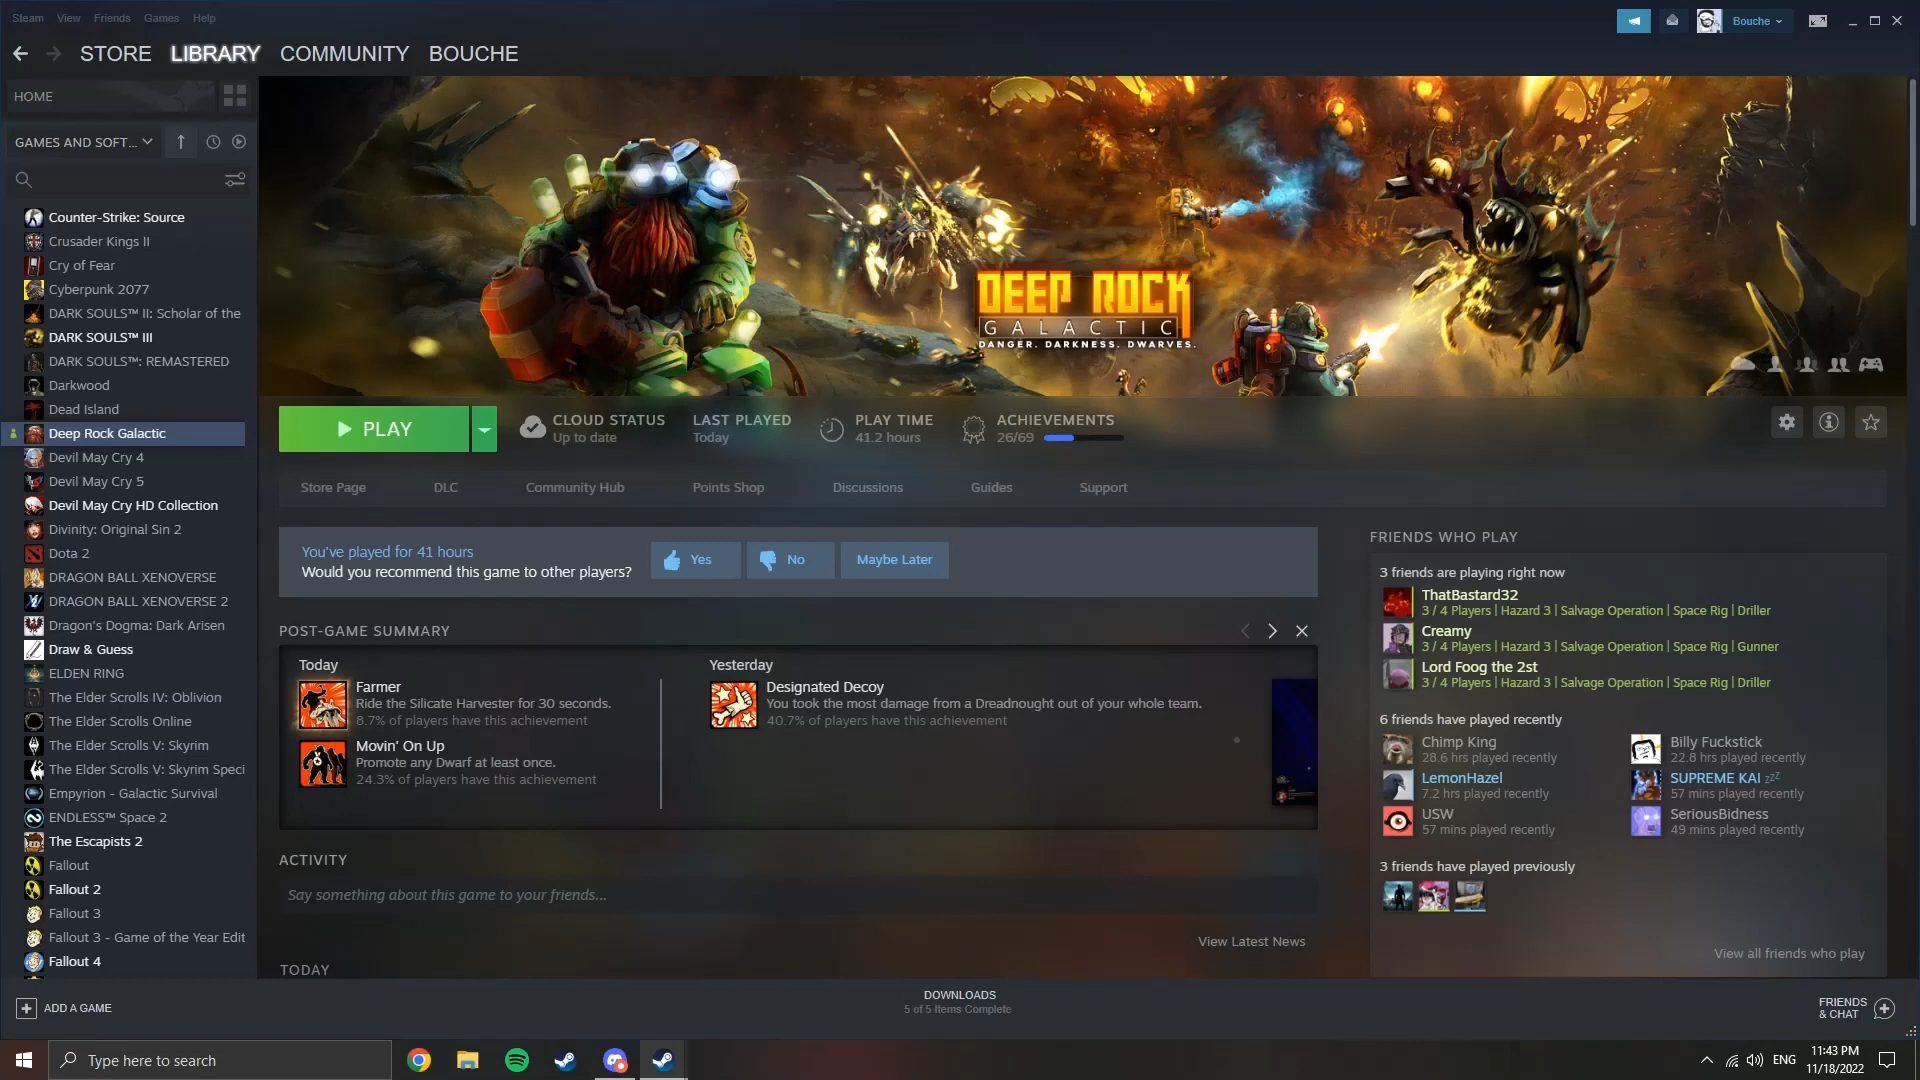 Steam View Friends Games Help
Bouche
STORE LIBRARY COMMUNITY BOUCHE
HOME
GAMES AND SOFT...
Counter-Strike: Source
Crusader Kings II
Cry of Fear
Cyberpunk 2077
DARK SOULS™ II: Scholar of the
DARK SOULS™ III
DARK SOULS™: REMASTERED
Darkwood
Dead Island
Deep Rock Galactic
Devil May Cry 4
Devil May Cry 5
Devil May Cry HD Collection
Divinity: Original Sin 2
Dota 2
DRAGON BALL XENOVERSE
DRAGON BALL XENOVERSE 2
Dragon's Dogma: Dark Arisen
Draw & Guess
ELDEN RING
The Elder Scrolls IV: Oblivion
The Elder Scrolls Online
The Elder Scrolls V: Skyrim
The Elder Scrolls V: Skyrim Speci
Empyrion - Galactic Survival
ENDLESS™ Space 2
The Escapists 2
Fallout
Fallout 2
Fallout 3
Fallout 3 - Game of the Year Edit
Fallout 4
ADD A GAME
DEEP ROCK
GALACTIC
DANGER. DARKNESS. DWARVES.
PLAY
CLOUD STATUS
Up to date
LAST PLAYED
Today
PLAY TIME
41.2 hours
ACHIEVEMENTS
26/69
Store Page DLC Community Hub Points Shop Discussions Guides Support
You've played for 41 hours
Would you recommend this game to other players?
Yes No Maybe Later
POST-GAME SUMMARY
Today
Farmer
Ride the Silicate Harvester for 30 seconds.
8.7% of players have this achievement
Movin' On Up
Promote any Dwarf at least once.
24.3% of players have this achievement
Yesterday
Designated Decoy
You took the most damage from a Dreadnought out of your whole team.
40.7% of players have this achievement
ACTIVITY
Say something about this game to your friends...
View Latest News
TODAY
FRIENDS WHO PLAY
3 friends are playing right now
ThatBastard32
3 / 4 Players | Hazard 3 | Salvage Operation | Space Rig | Driller
Creamy
3 / 4 Players | Hazard 3 | Salvage Operation | Space Rig | Gunner
Lord Foog the 2st
3 / 4 Players | Hazard 3 | Salvage Operation | Space Rig | Driller
6 friends have played recently
Chimp King
28.6 hrs played recently
Billy Fuckstick
22.8 hrs played recently
LemonHazel
7.2 hrs played recently
SUPREME KAI zzZ
57 mins played recently
USW
57 mins played recently
SeriousBidness
49 mins played recently
3 friends have played previously
View all friends who play
DOWNLOADS
5 of 5 Items Complete
FRIENDS
& CHAT
Type here to search
ENG
11:43 PM
11/18/2022